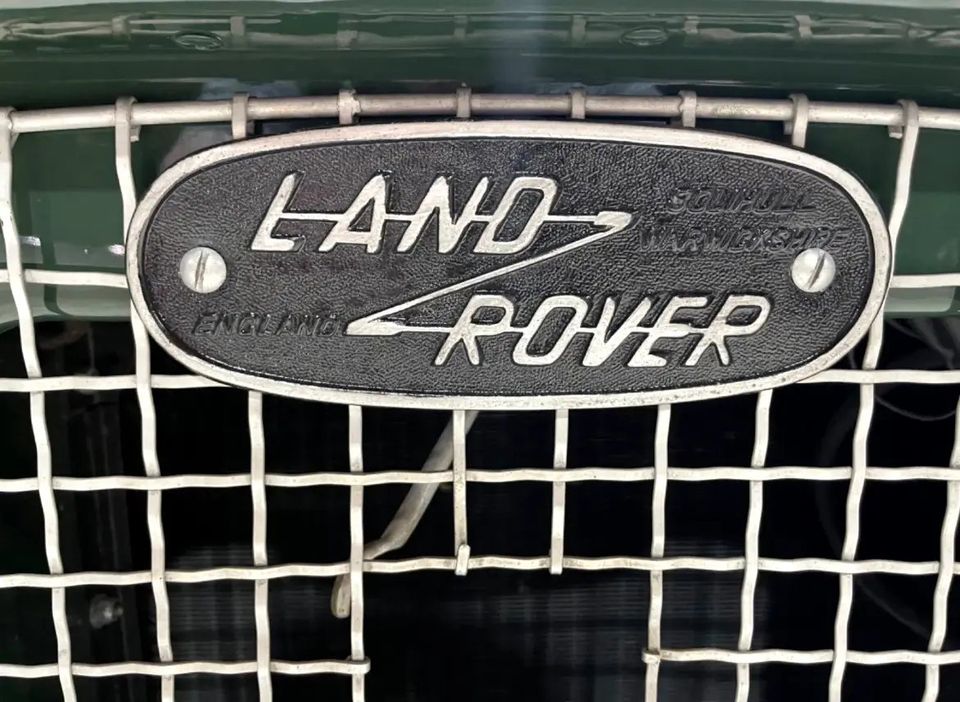 LAND
SOLIHULL
WARWICKSHIRE
ENGLAND
ROVER